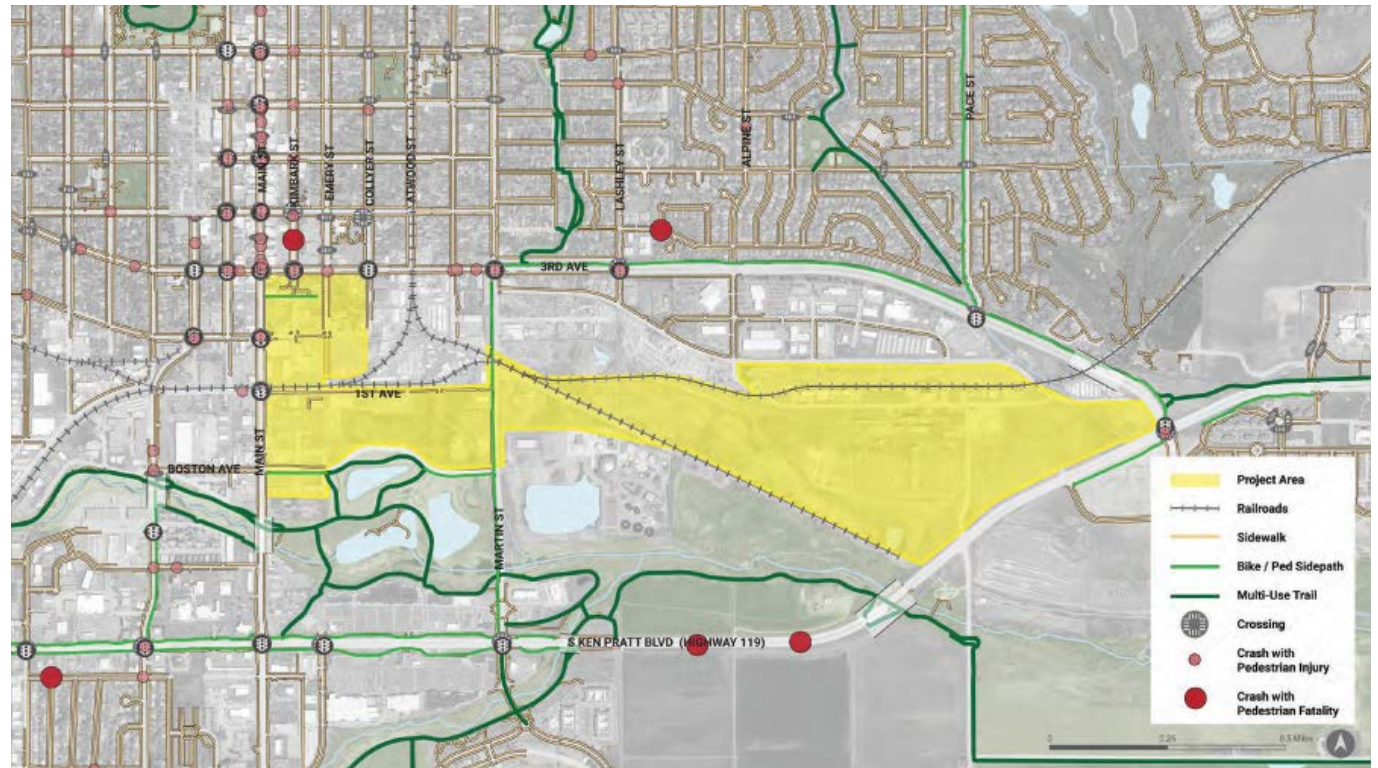 MAIN ST
KIMBARK ST
EMERY ST
COLLYER ST
ATWOOD ST
LASHLEY ST
ALPINE ST
PACE ST
3RD AVE
1ST AVE
MAIN ST
BOSTON AVE
MARTIN ST
S KEN PRATT BLVD (HIGHWAY 119)
Project Area
Railroads
Sidewalk
Bike / Ped Sidepath
Multi-Use Trail
Crossing
Crash with
Pedestrian Injury
Crash with
Pedestrian Fatality
0
0.25
0.5 Miles